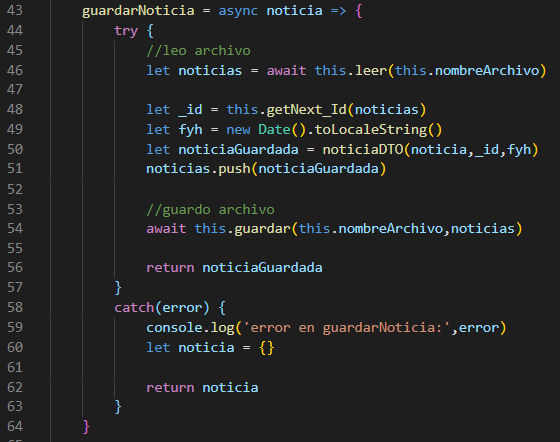 43 guardarNoticia = async noticia => {
44 try {
45 //leo archivo
46 let noticias = await this.leer(this.nombreArchivo)
47
48 let _id = this.getNext_Id(noticias)
49 let fyh = new Date().toLocaleString()
50 let noticiaGuardada = noticiaDTO(noticia,_id,fyh)
51 noticias.push(noticiaGuardada)
52
53 //guardo archivo
54 await this.guardar(this.nombreArchivo,noticias)
55
56 return noticiaGuardada
57 }
58 catch(error) {
59 console.log('error en guardarNoticia:',error)
60 let noticia = {}
61
62 return noticia
63 }
64 }